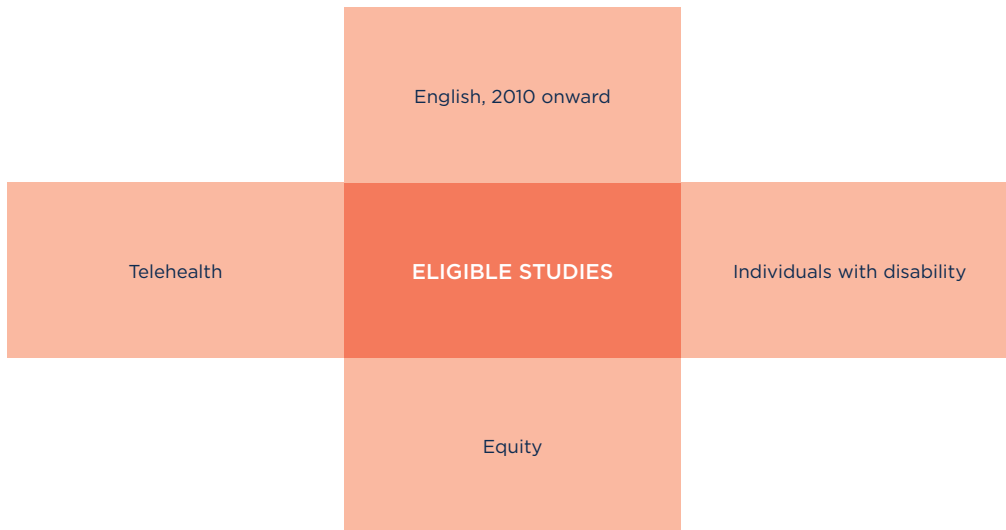 English, 2010 onward
Telehealth
ELIGIBLE STUDIES
Individuals with disability
Equity